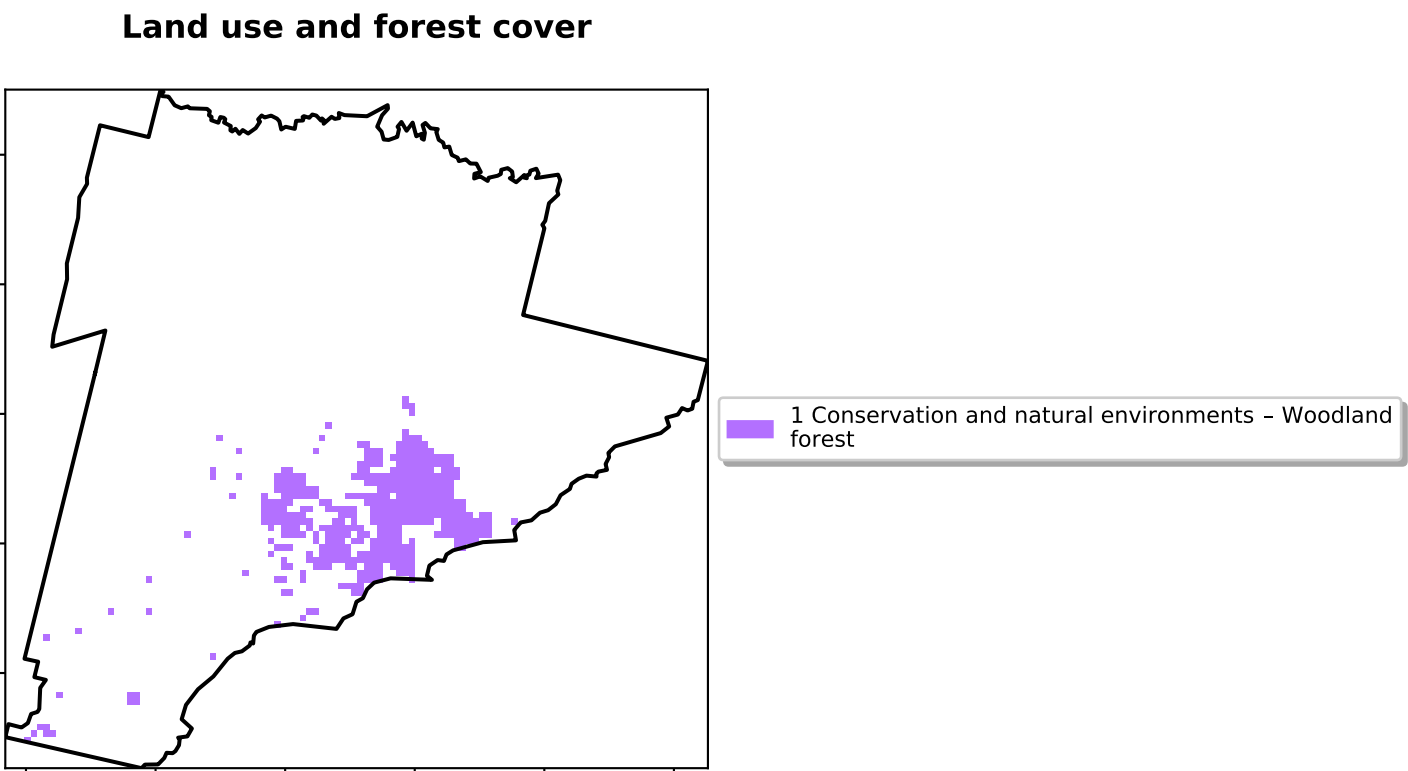 Land use and forest cover
1 Conservation and natural environments – Woodland
forest